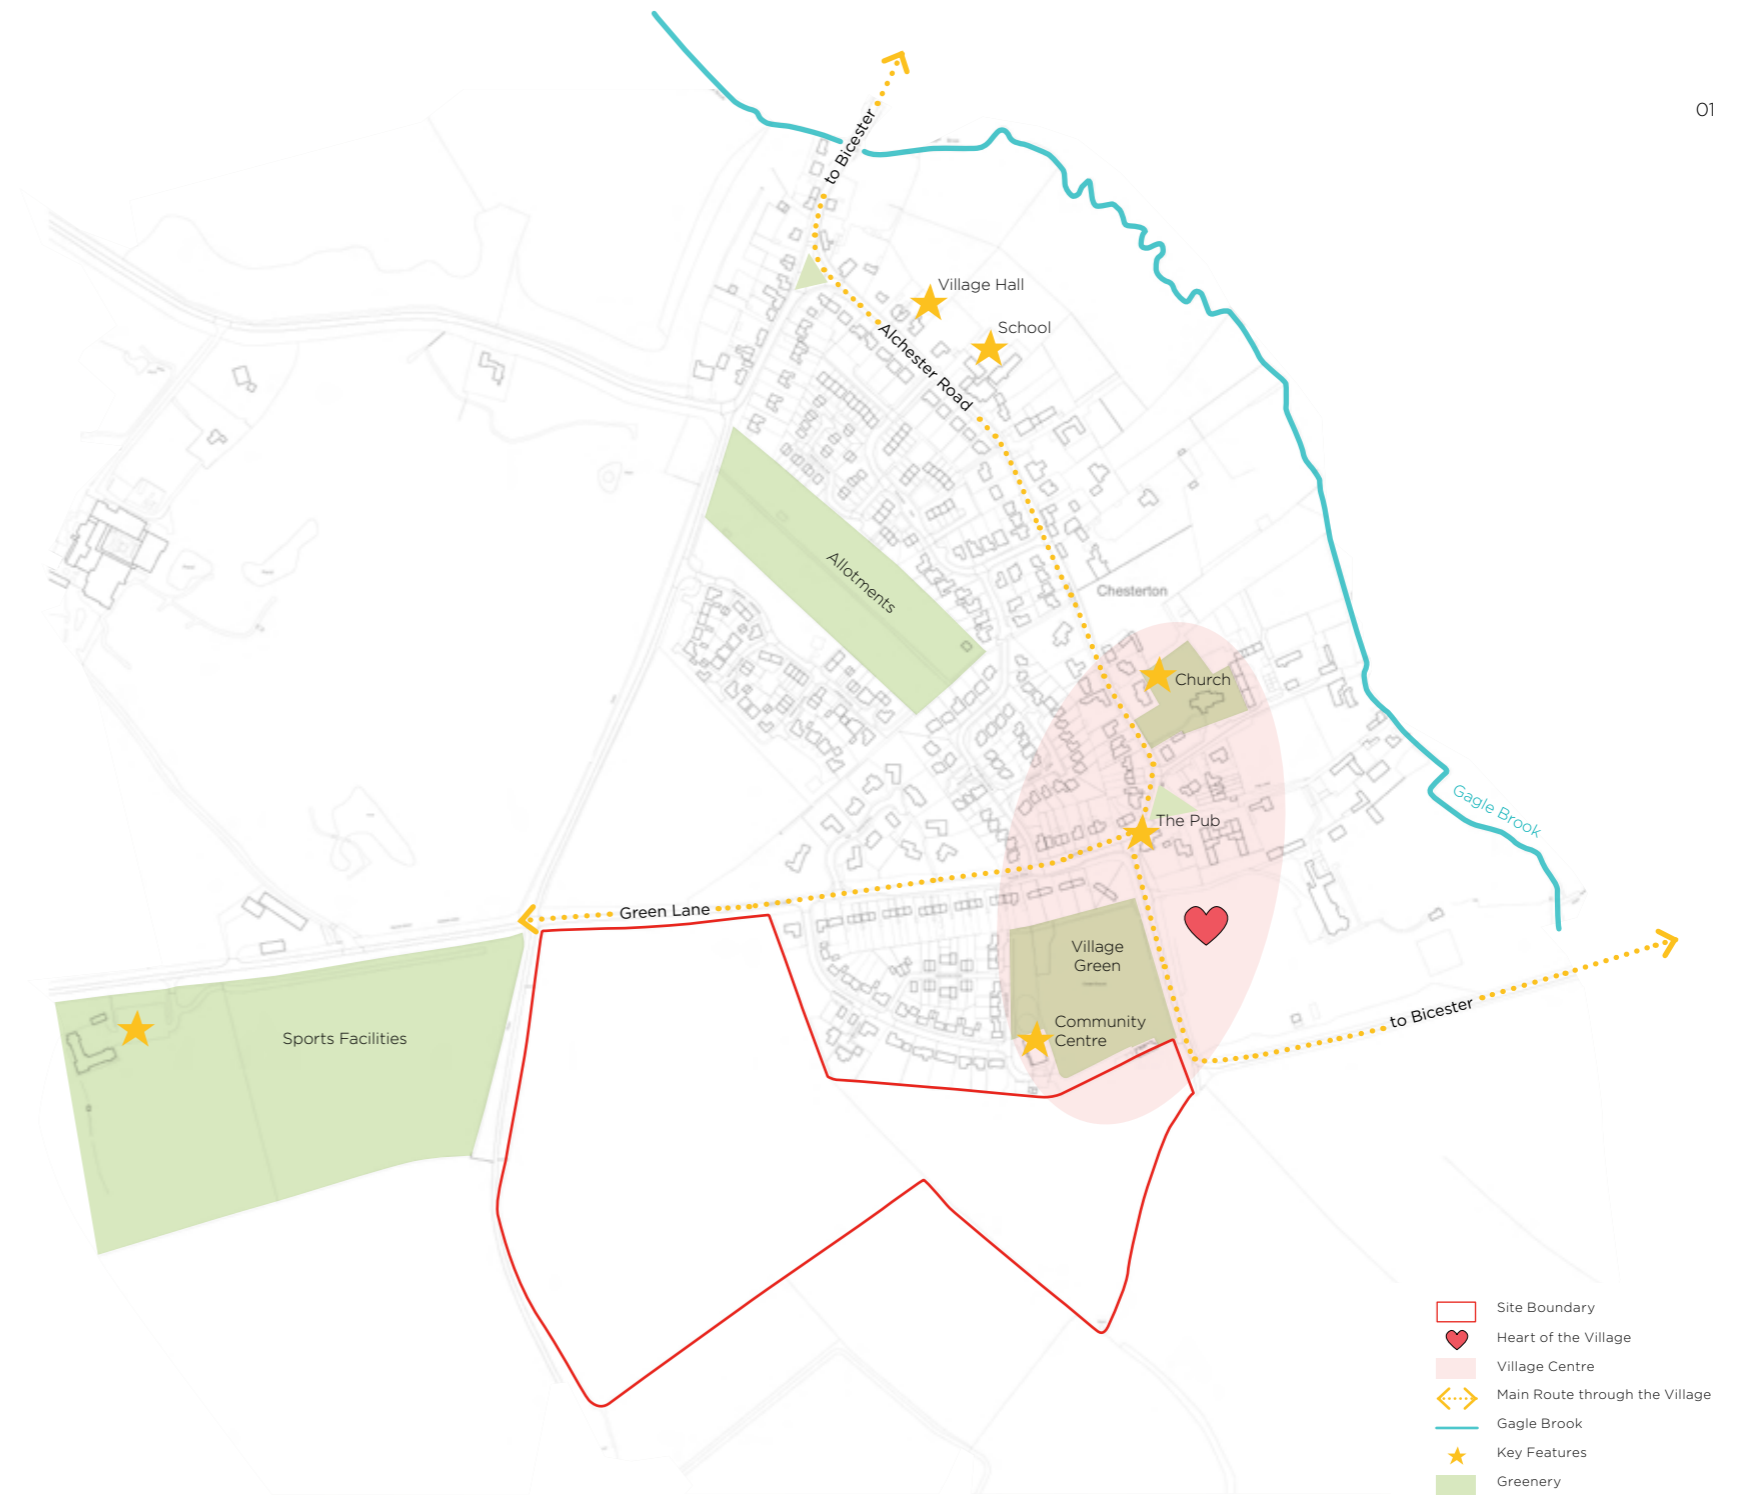 01
to Bicester
Village Hall
School
Alchester Road
Allotments
Chesterton
Church
Gagle Brook
The Pub
Green Lane
Village
Green
Community
Centre
Sports Facilities
to Bicester
Site Boundary
Heart of the Village
Village Centre
Main Route through the Village
Gagle Brook
Key Features
Greenery